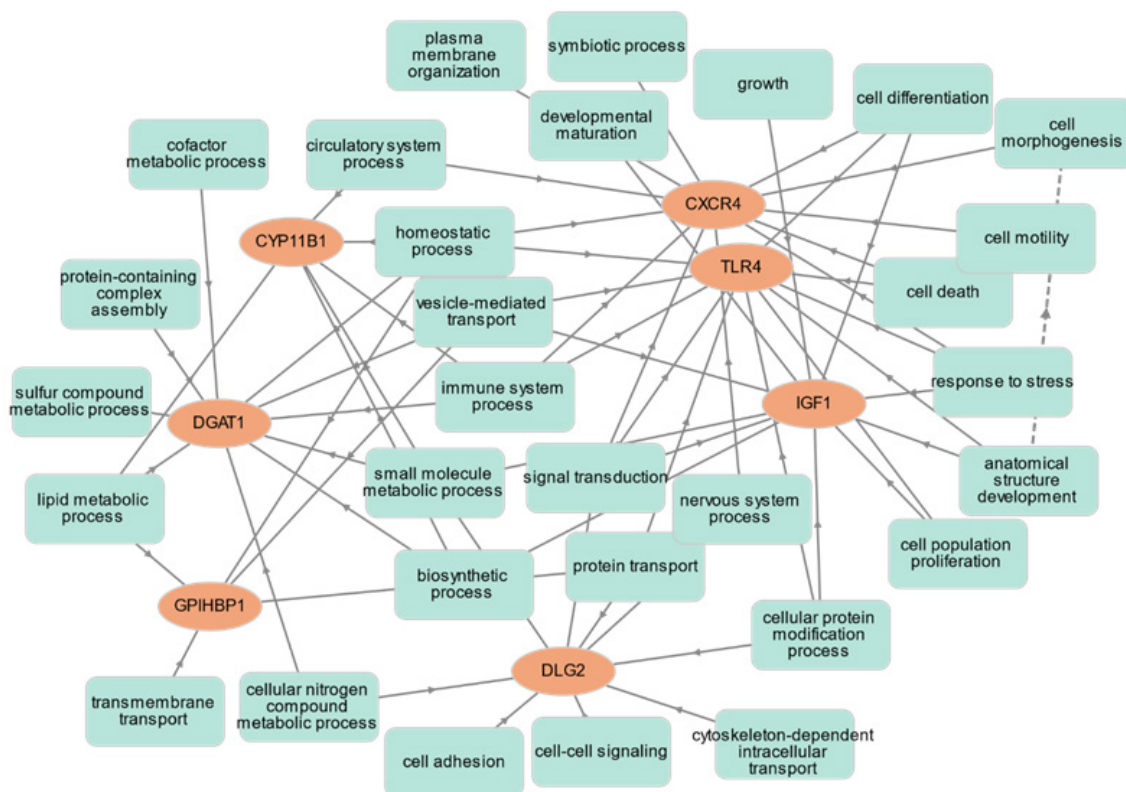 plasma
membrane
organization
symbiotic process
growth
cell differentiation
cell
morphogenesis
developmental
maturation
cofactor
metabolic process
circulatory system
process
CXCR4
CYP11B1
homeostatic
process
cell motility
TLR4
protein-containing
complex
assembly
vesicle-mediated
transport
cell death
sulfur compound
metabolic process
immune system
process
response to stress
DGAT1
IGF1
lipid metabolic
process
small molecule
metabolic process
signal transduction
anatomical
structure
development
nervous system
process
cell population
proliferation
biosynthetic
process
protein transport
GPIHBP1
cellular protein
modification
process
transmembrane
transport
cellular nitrogen
compound
metabolic process
DLG2
cell adhesion
cell-cell signaling
cytoskeleton-dependent
intracellular
transport